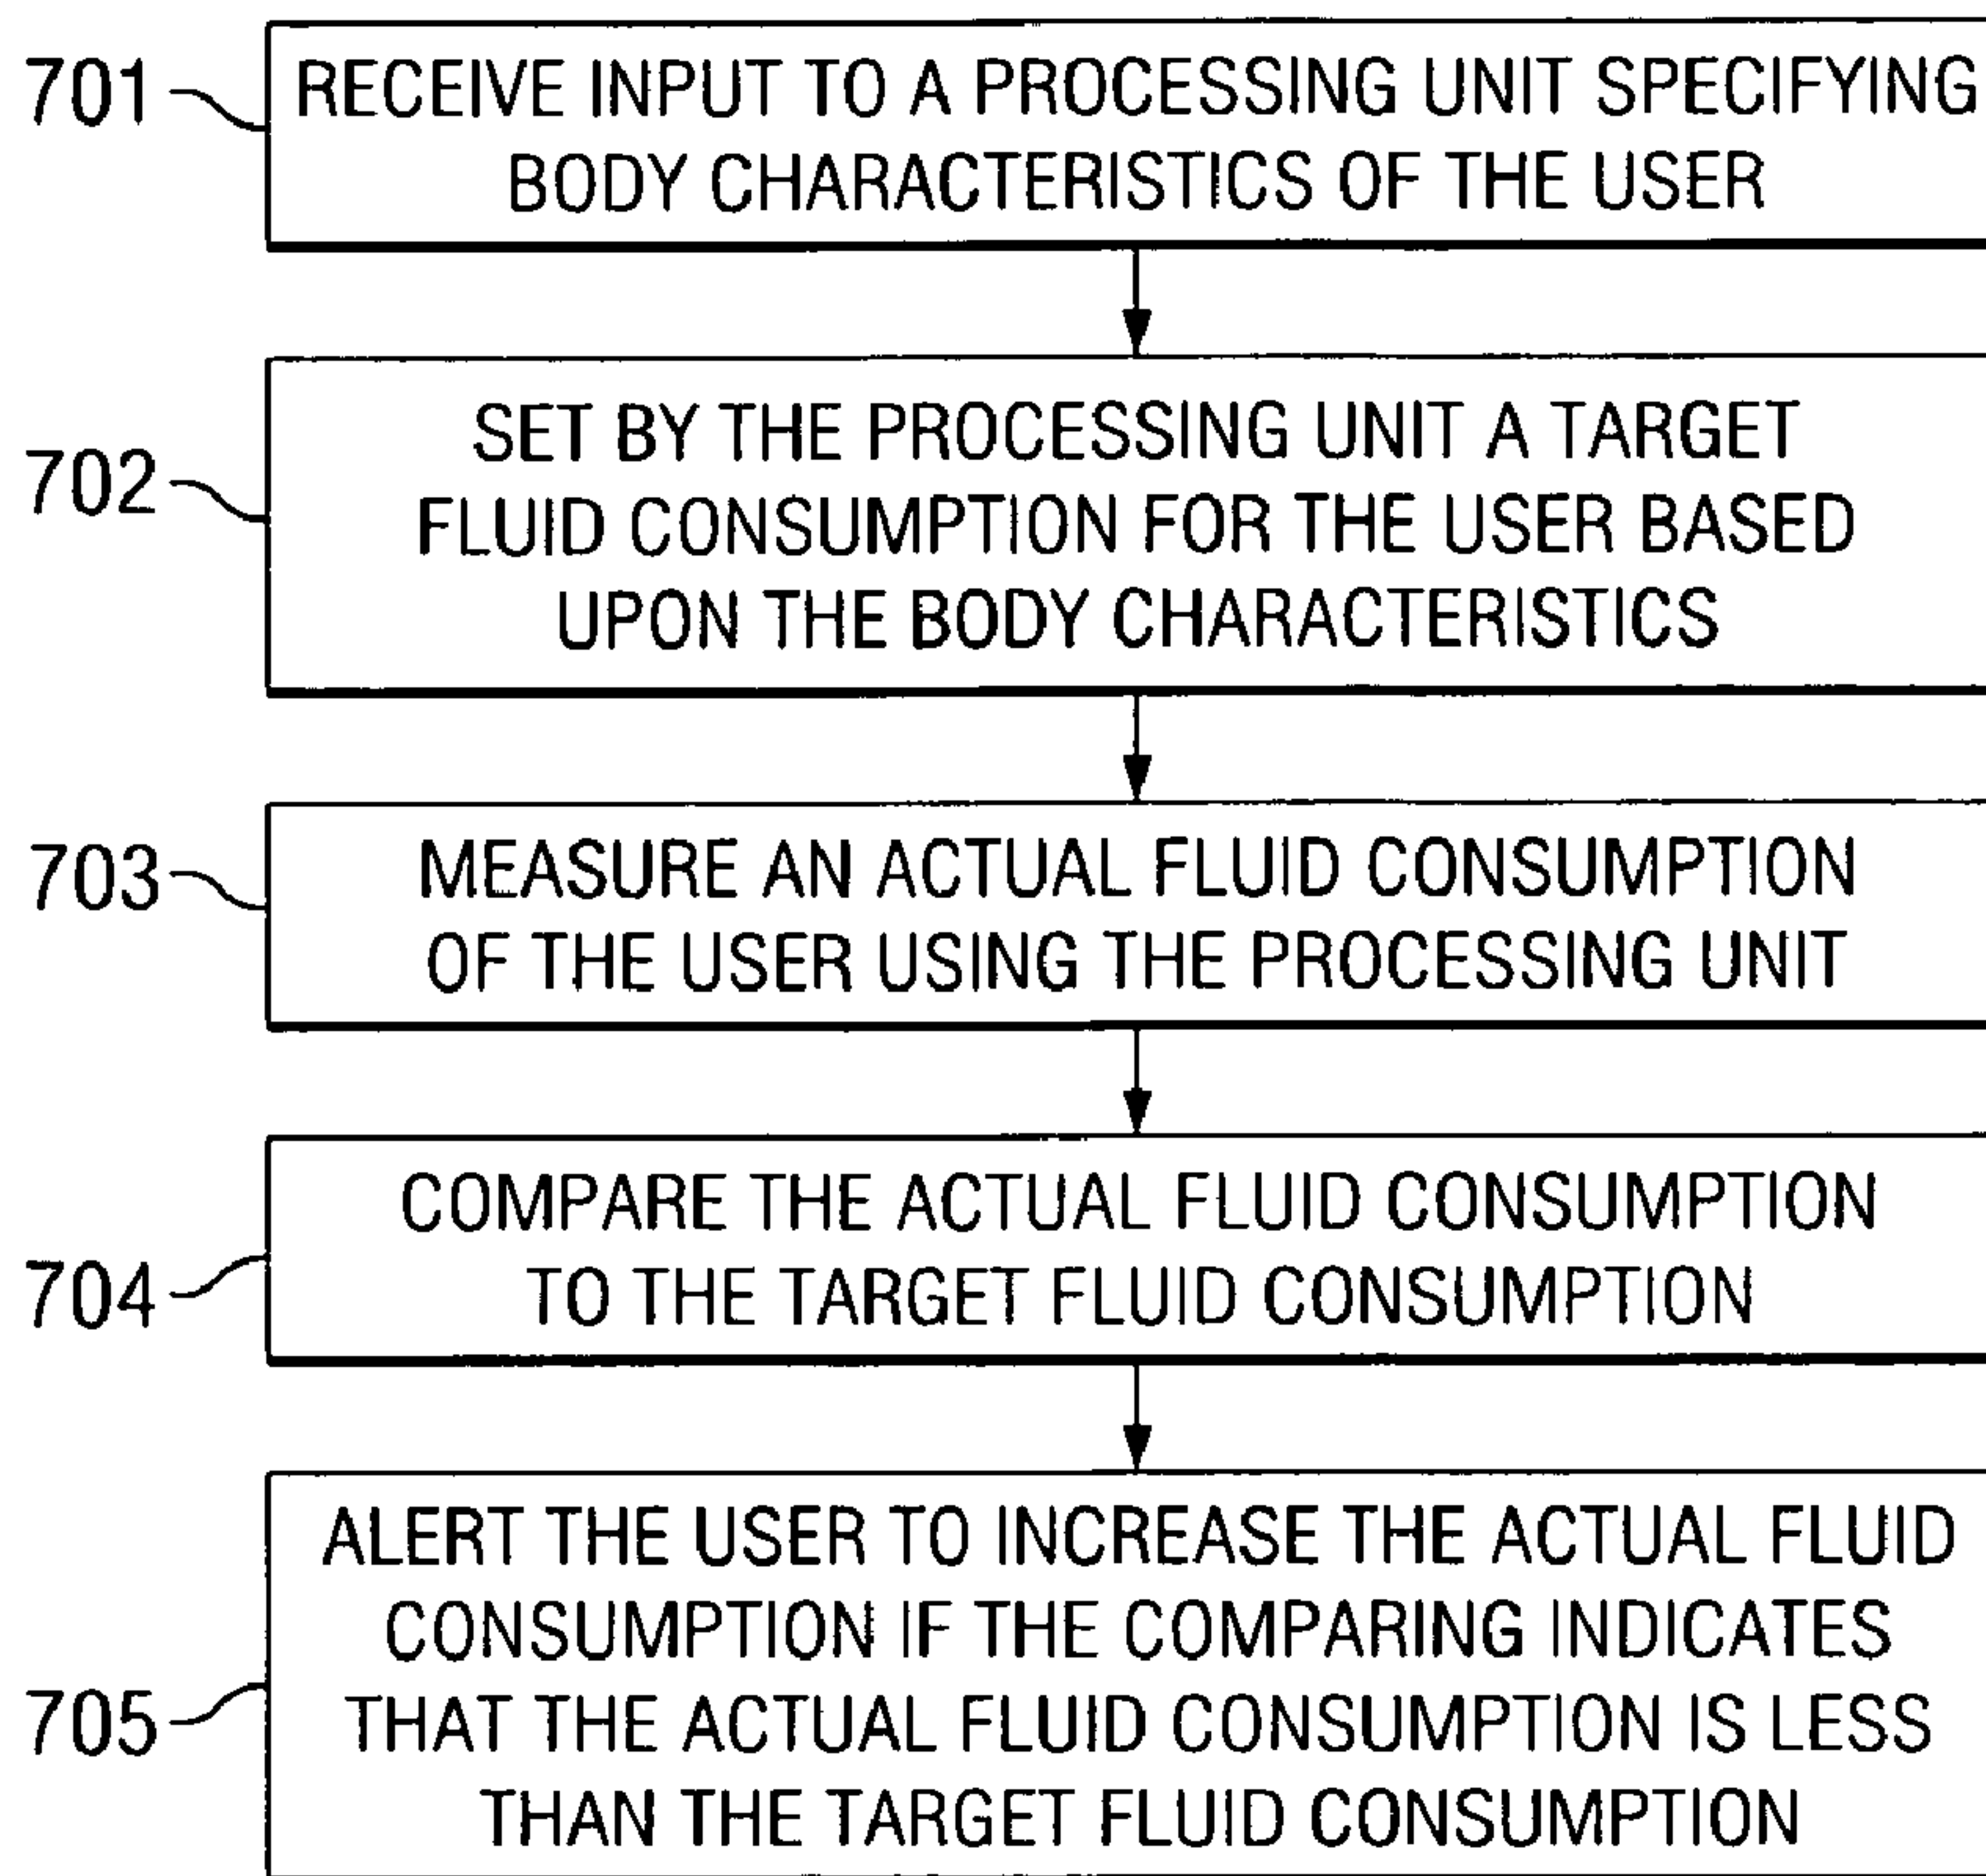 701
RECEIVE INPUT TO A PROCESSING UNIT SPECIFYING
BODY CHARACTERISTICS OF THE USER
702
SET BY THE PROCESSING UNIT A TARGET
FLUID CONSUMPTION FOR THE USER BASED
UPON THE BODY CHARACTERISTICS
703
MEASURE AN ACTUAL FLUID CONSUMPTION
OF THE USER USING THE PROCESSING UNIT
704
COMPARE THE ACTUAL FLUID CONSUMPTION
TO THE TARGET FLUID CONSUMPTION
705
ALERT THE USER TO INCREASE THE ACTUAL FLUID
CONSUMPTION IF THE COMPARING INDICATES
THAT THE ACTUAL FLUID CONSUMPTION IS LESS
THAN THE TARGET FLUID CONSUMPTION